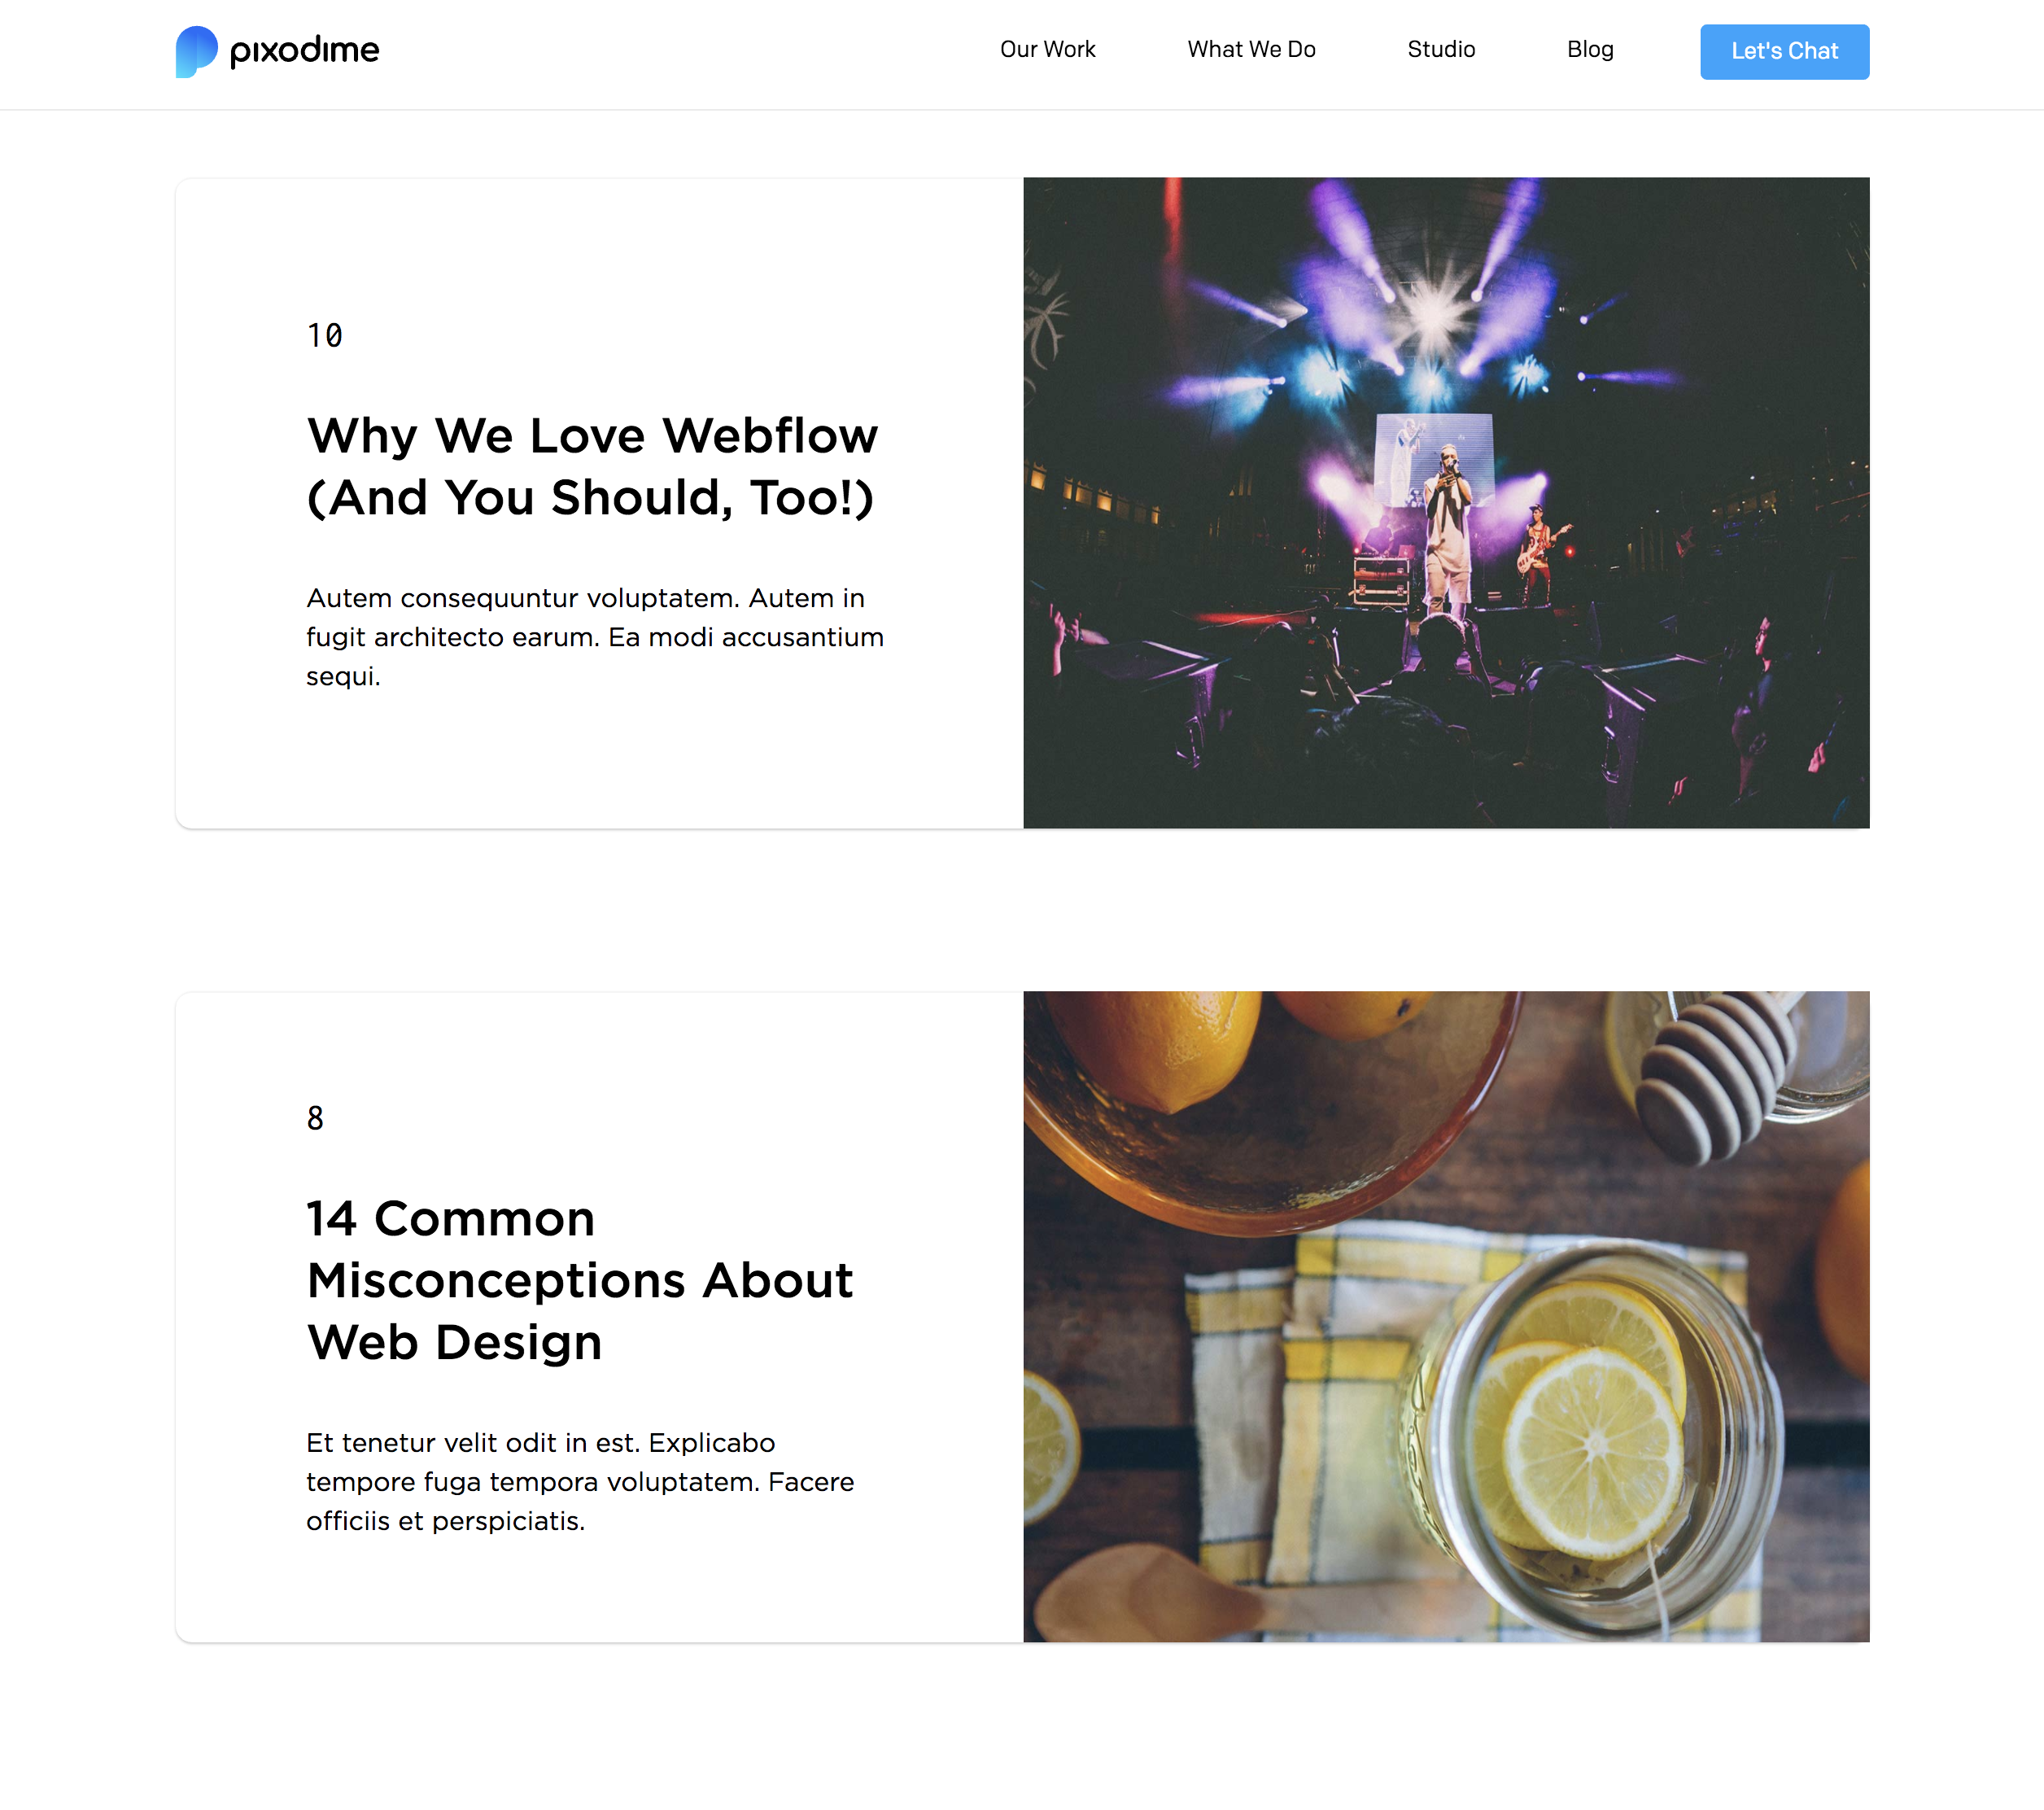 pixodime
Our Work
What We Do
Studio
Blog
Let's Chat
10
Why We Love Webflow
(And You Should, Too!)
Autem consequuntur voluptatem. Autem in
fugit architecto earum. Ea modi accusantium
sequi.
8
14 Common
Misconceptions About
Web Design
Et tenetur velit odit in est. Explicabo
tempore fuga tempora voluptatem. Facere
officiis et perspiciatis.